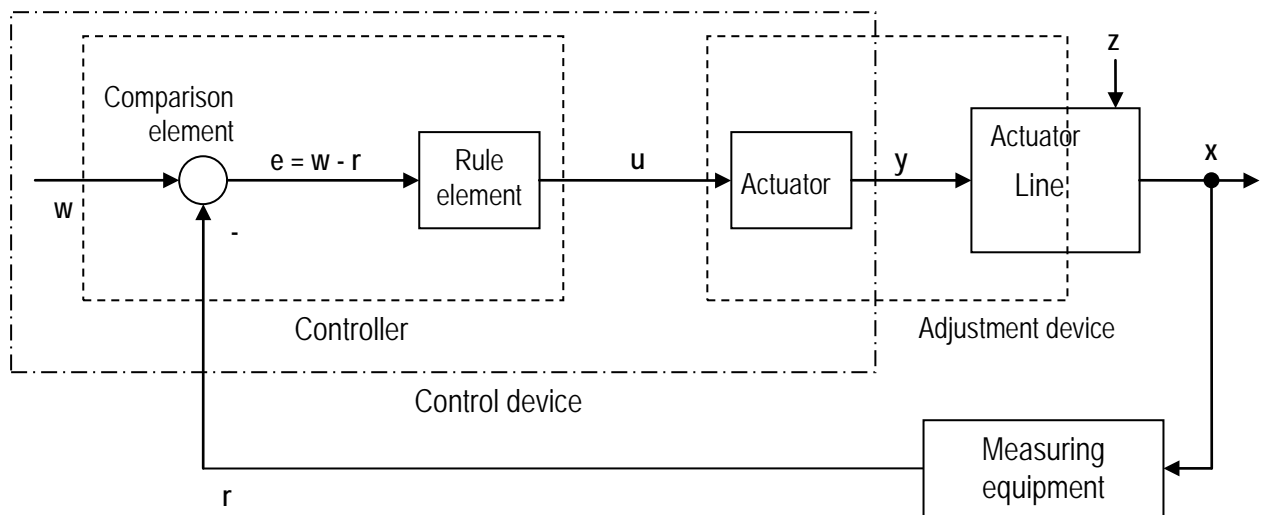 z
Comparison
element
e = w - r
Rule
element
u
Actuator
y
Actuator
Line
x
w
-
Controller
Adjustment device
Control device
Measuring
equipment
r